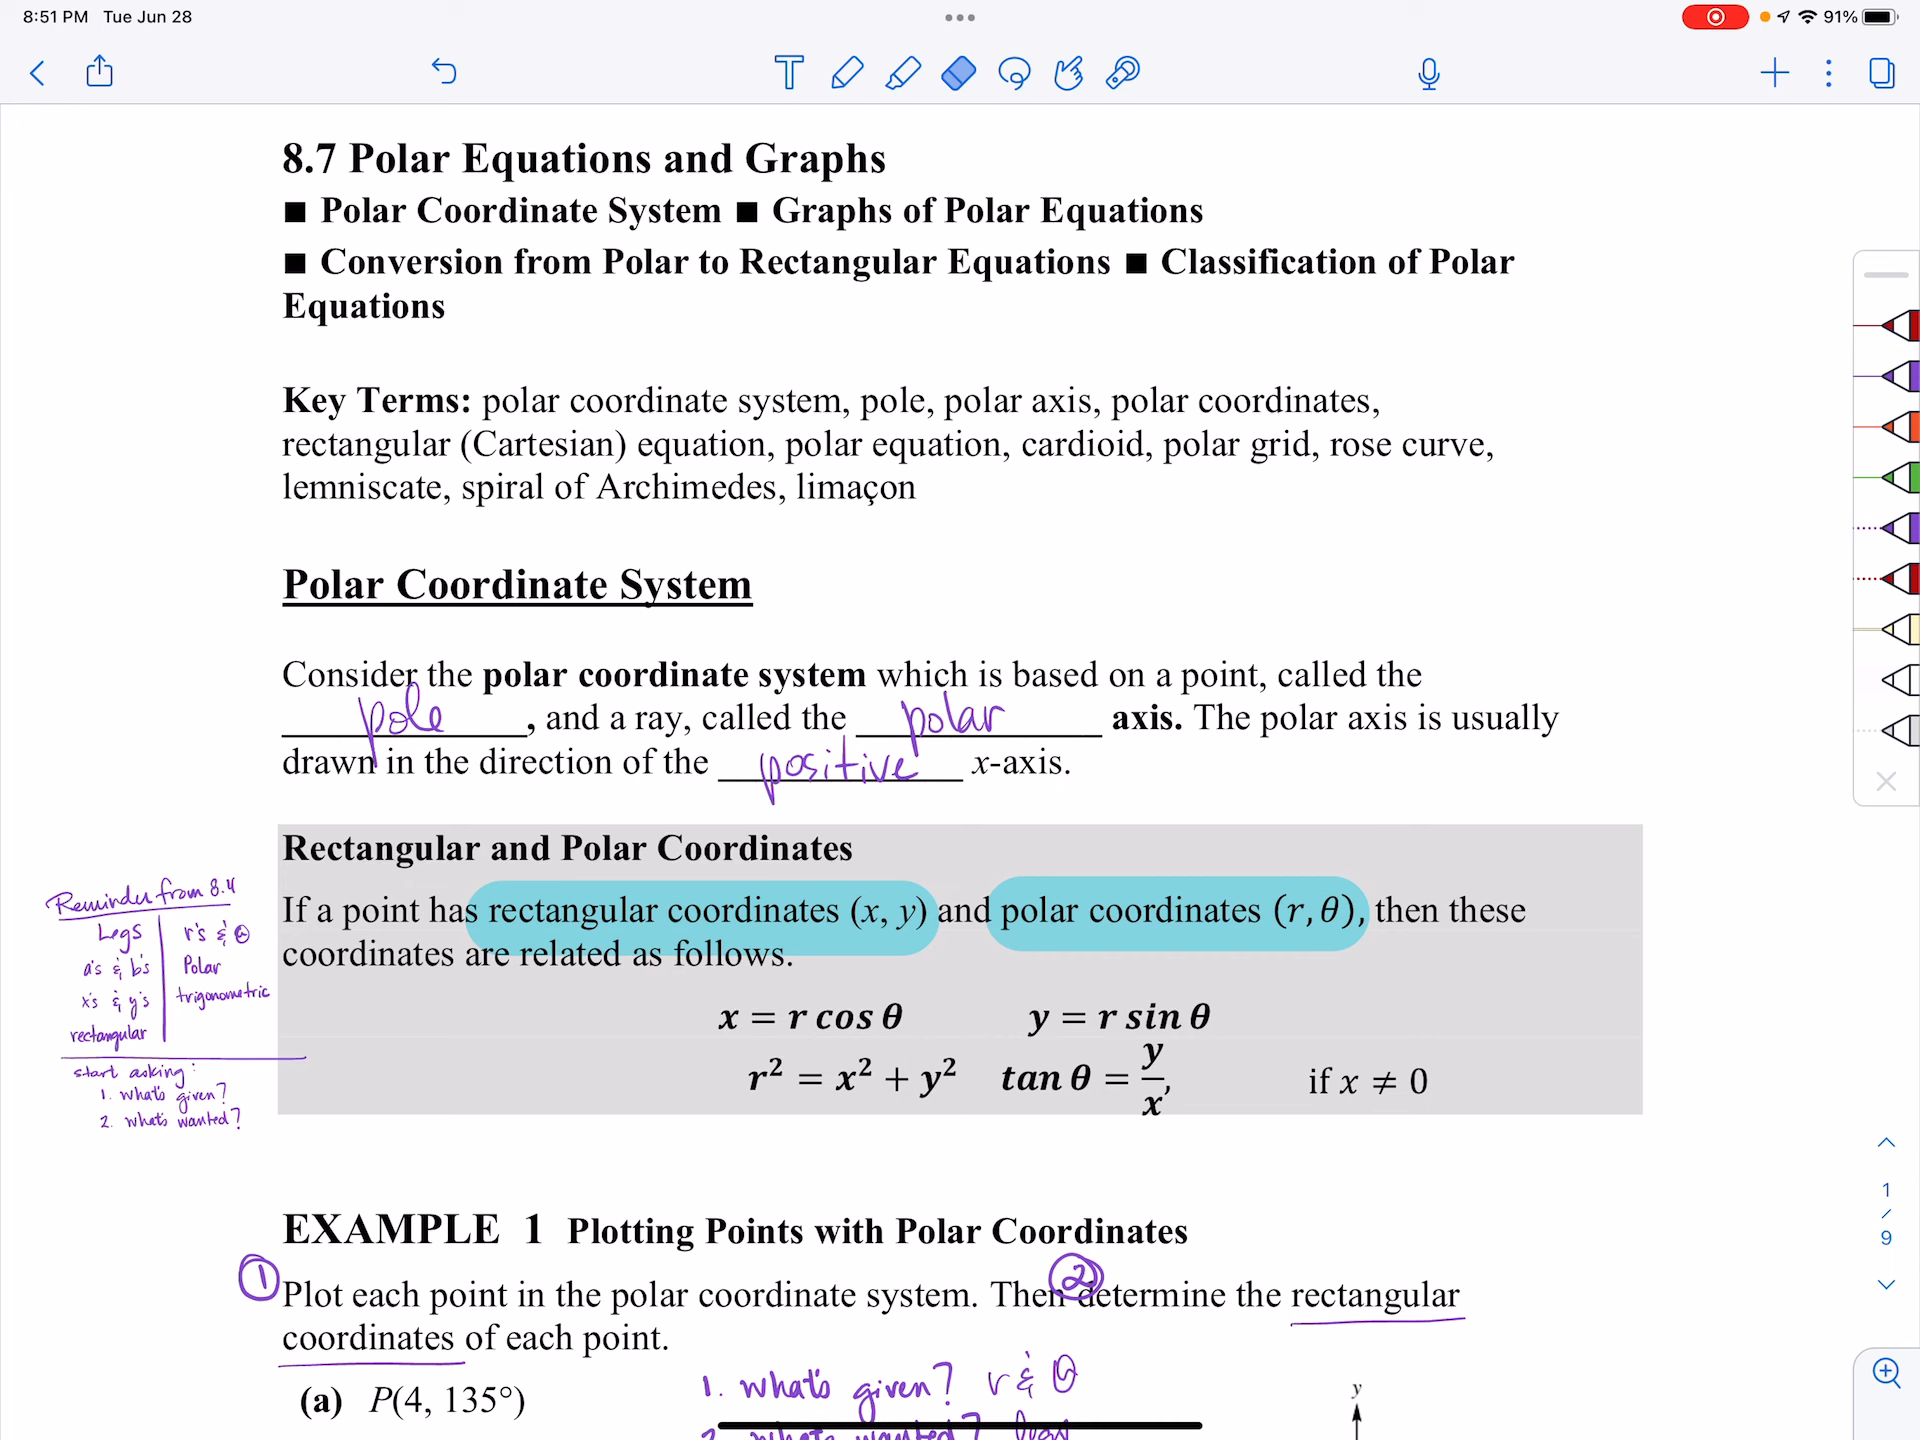 8:51 PM Tue Jun 28
91%
8.7 Polar Equations and Graphs
■ Polar Coordinate System ■ Graphs of Polar Equations
■ Conversion from Polar to Rectangular Equations ■ Classification of Polar
Equations
Key Terms: polar coordinate system, pole, polar axis, polar coordinates,
rectangular (Cartesian) equation, polar equation, cardioid, polar grid, rose curve,
lemniscate, spiral of Archimedes, limaçon
Polar Coordinate System
Consider the polar coordinate system which is based on a point, called the
pole, and a ray, called the polar axis. The polar axis is usually
drawn in the direction of the positive x-axis.
Rectangular and Polar Coordinates
If a point has rectangular coordinates (x, y) and polar coordinates (r, θ), then these
coordinates are related as follows.
x = r cos θ y = r sin θ
r² = x² + y² tan θ = y/x, if x ≠ 0
Reminder from 8.4
Legs r's & θ
a's & b's Polar
x's & y's trigonometric
rectangular
start asking:
1. what's given?
2. what's wanted?
EXAMPLE 1 Plotting Points with Polar Coordinates
① Plot each point in the polar coordinate system. Then ② determine the rectangular
coordinates of each point.
(a) P(4, 135°)
1. what's given? r & θ
2. what's wanted?
y
1
/
9